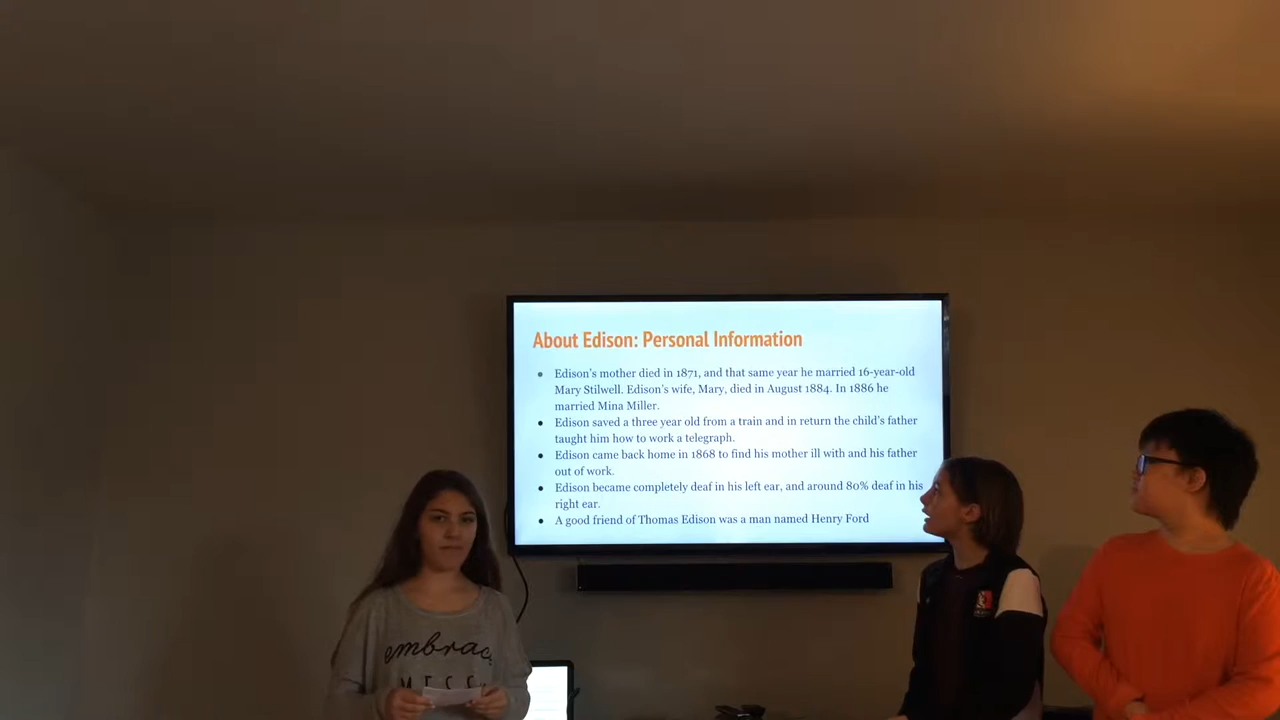 About Edison: Personal Information
● Edison's mother died in 1871, and that same year he married 16-year-old
Mary Stilwell. Edison's wife, Mary, died in August 1884. In 1886 he
married Mina Miller.
● Edison saved a three year old from a train and in return the child's father
taught him how to work a telegraph.
● Edison came back home in 1868 to find his mother ill with and his father
out of work.
● Edison became completely deaf in his left ear, and around 80% deaf in his
right ear.
● A good friend of Thomas Edison was a man named Henry Ford
embrac